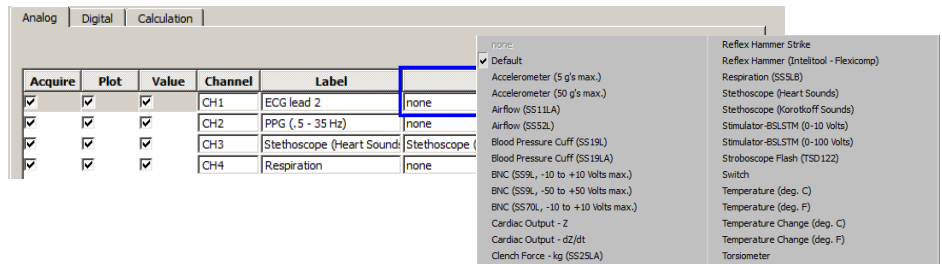 Analog Digital Calculation
Acquire Plot Value Channel Label
CH1 ECG lead 2 none
CH2 PPG (.5 - 35 Hz) none
CH3 Stethoscope (Heart Sound Stethoscope (
CH4 Respiration none
none
Default
Accelerometer (5 g's max.)
Accelerometer (50 g's max.)
Airflow (SS11LA)
Airflow (SS52L)
Blood Pressure Cuff (SS19L)
Blood Pressure Cuff (SS19LA)
BNC (SS9L, -10 to +10 Volts max.)
BNC (SS9L, -50 to +50 Volts max.)
BNC (SS70L, -10 to +10 Volts max.)
Cardiac Output - Z
Cardiac Output - dZ/dt
Clench Force - kg (SS25LA)
Reflex Hammer Strike
Reflex Hammer (Intelitool - Flexicomp)
Respiration (SS5LB)
Stethoscope (Heart Sounds)
Stethoscope (Korotkoff Sounds)
Stimulator-BSLSTM (0-10 Volts)
Stimulator-BSLSTM (0-100 Volts)
Stroboscope Flash (TSD122)
Switch
Temperature (deg. C)
Temperature (deg. F)
Temperature Change (deg. C)
Temperature Change (deg. F)
Torsiometer